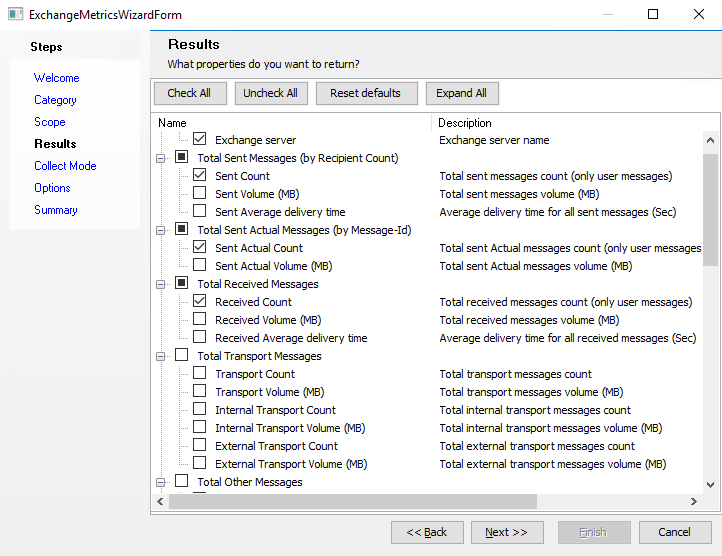 ExchangeMetricsWizardForm
Steps
Welcome
Category
Scope
Results
Collect Mode
Options
Summary
Results
What properties do you want to return?
Check All Uncheck All Reset defaults Expand All
Name Description
Exchange server Exchange server name
Total Sent Messages (by Recipient Count)
Sent Count Total sent messages count (only user messages)
Sent Volume (MB) Total sent messages volume (MB)
Sent Average delivery time Average delivery time for all sent messages (Sec)
Total Sent Actual Messages (by Message-Id)
Sent Actual Count Total sent Actual messages count (only user messages
Sent Actual Volume (MB) Total sent Actual messages volume (MB)
Total Received Messages
Received Count Total received messages count (only user messages)
Received Volume (MB) Total received messages volume (MB)
Received Average delivery time Average delivery time for all received messages (Sec)
Total Transport Messages
Transport Count Total transport messages count
Transport Volume (MB) Total transport messages volume (MB)
Internal Transport Count Total internal transport messages count
Internal Transport Volume (MB) Total internal transport messages volume (MB)
External Transport Count Total external transport messages count
External Transport Volume (MB) Total external transport messages volume (MB)
Total Other Messages
<< Back Next >> Finish Cancel